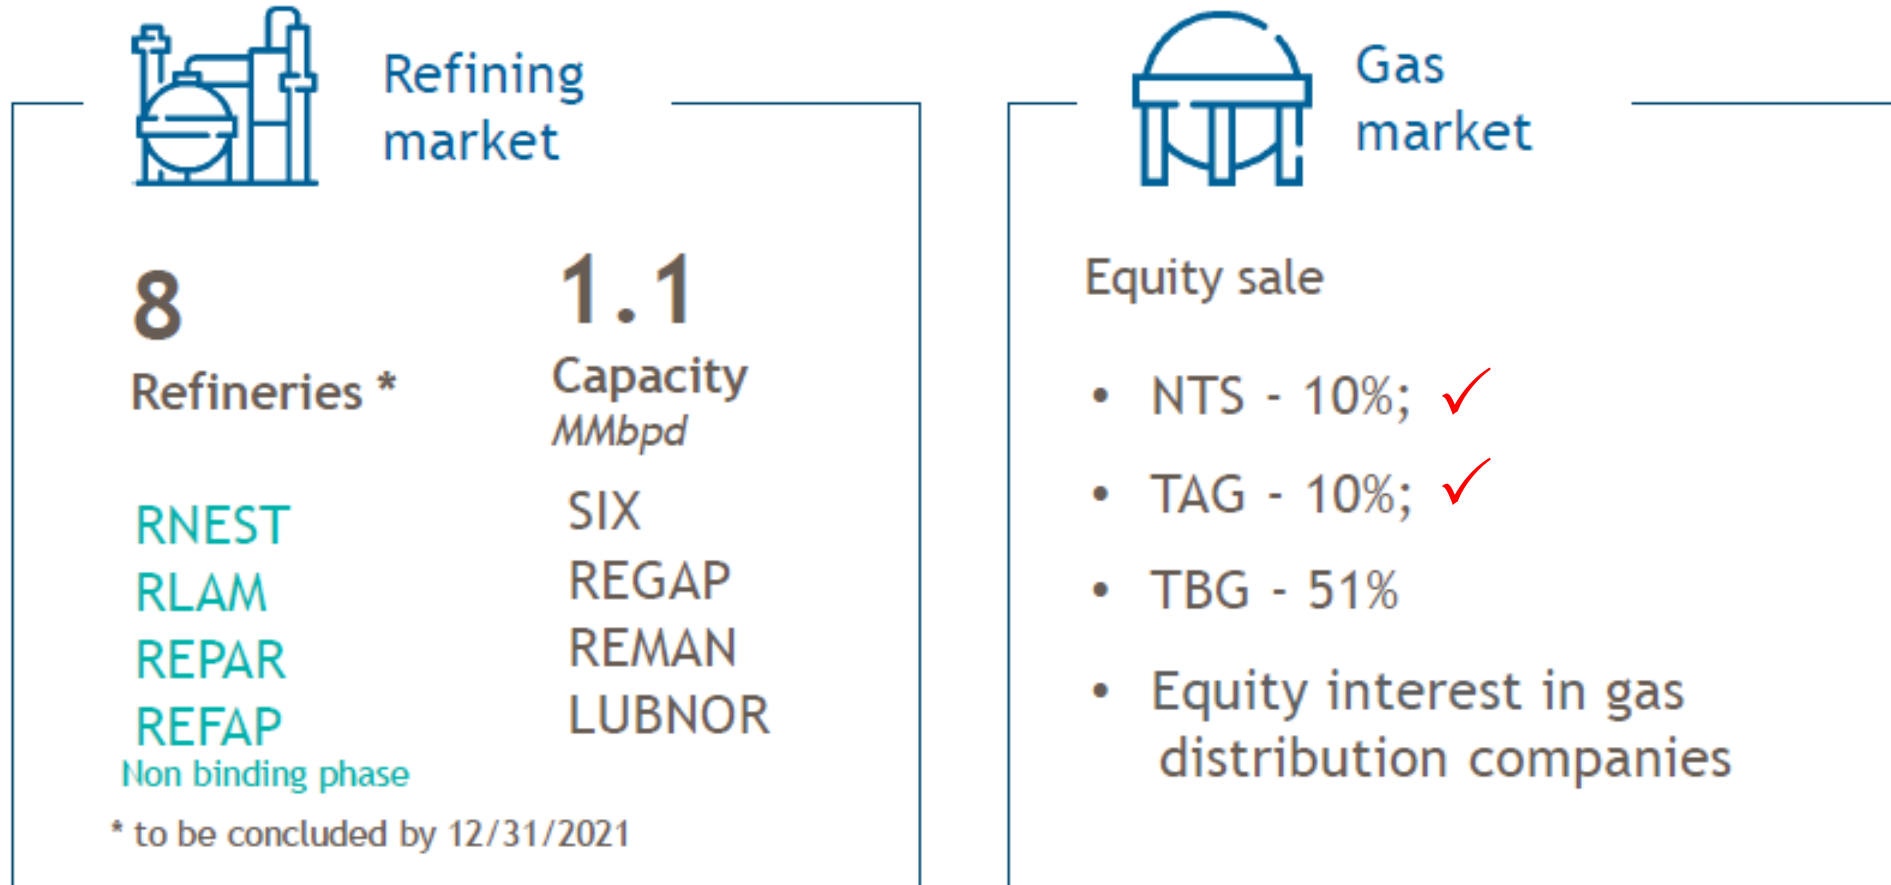 Refining
market
8
Refineries *
1.1
Capacity
MMbpd
RNEST
RLAM
REPAR
REFAP
Non binding phase
SIX
REGAP
REMAN
LUBNOR
* to be concluded by 12/31/2021
Gas
market
Equity sale
• NTS - 10%; ✓
• TAG - 10%; ✓
• TBG - 51%
• Equity interest in gas
distribution companies